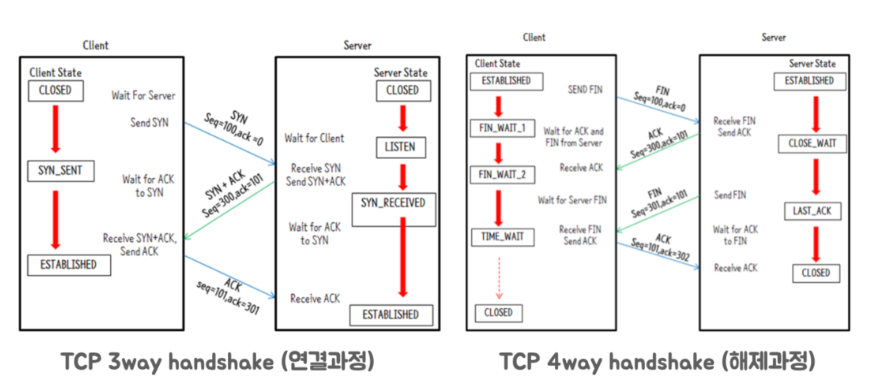 Client
Server
Client State
CLOSED
Wait For Server
Send SYN
SYN_SENT
Wait for ACK
to SYN
Receive SYN+ACK,
Send ACK
ESTABLISHED
SYN
Seq=100,ack =0
SYN + ACK
Seq=300,ack=101
ACK
seq=101,ack=301
Server State
CLOSED
Wait for Client
LISTEN
Receive SYN
Send SYN+ACK
SYN_RECEIVED
Wait for ACK
to SYN
Receive ACK
ESTABLISHED
TCP 3way handshake (연결과정)
Client
Server
Client State
ESTABLISHED
SEND FIN
FIN_WAIT_1
Wait for ACK and
FIN from Server
FIN_WAIT_2
Receive ACK
Wait for Server FIN
TIME_WAIT
Receive FIN
Send ACK
CLOSED
FIN
Seq=100,ack=0
ACK
Seq=300,ack=101
FIN
Seq=301,ack=101
ACK
Seq=101,ack=302
Server State
ESTABLISHED
Receive FIN
Send ACK
CLOSE_WAIT
Send FIN
LAST_ACK
Wait for ACK
to FIN
Receive ACK
CLOSED
TCP 4way handshake (해제과정)